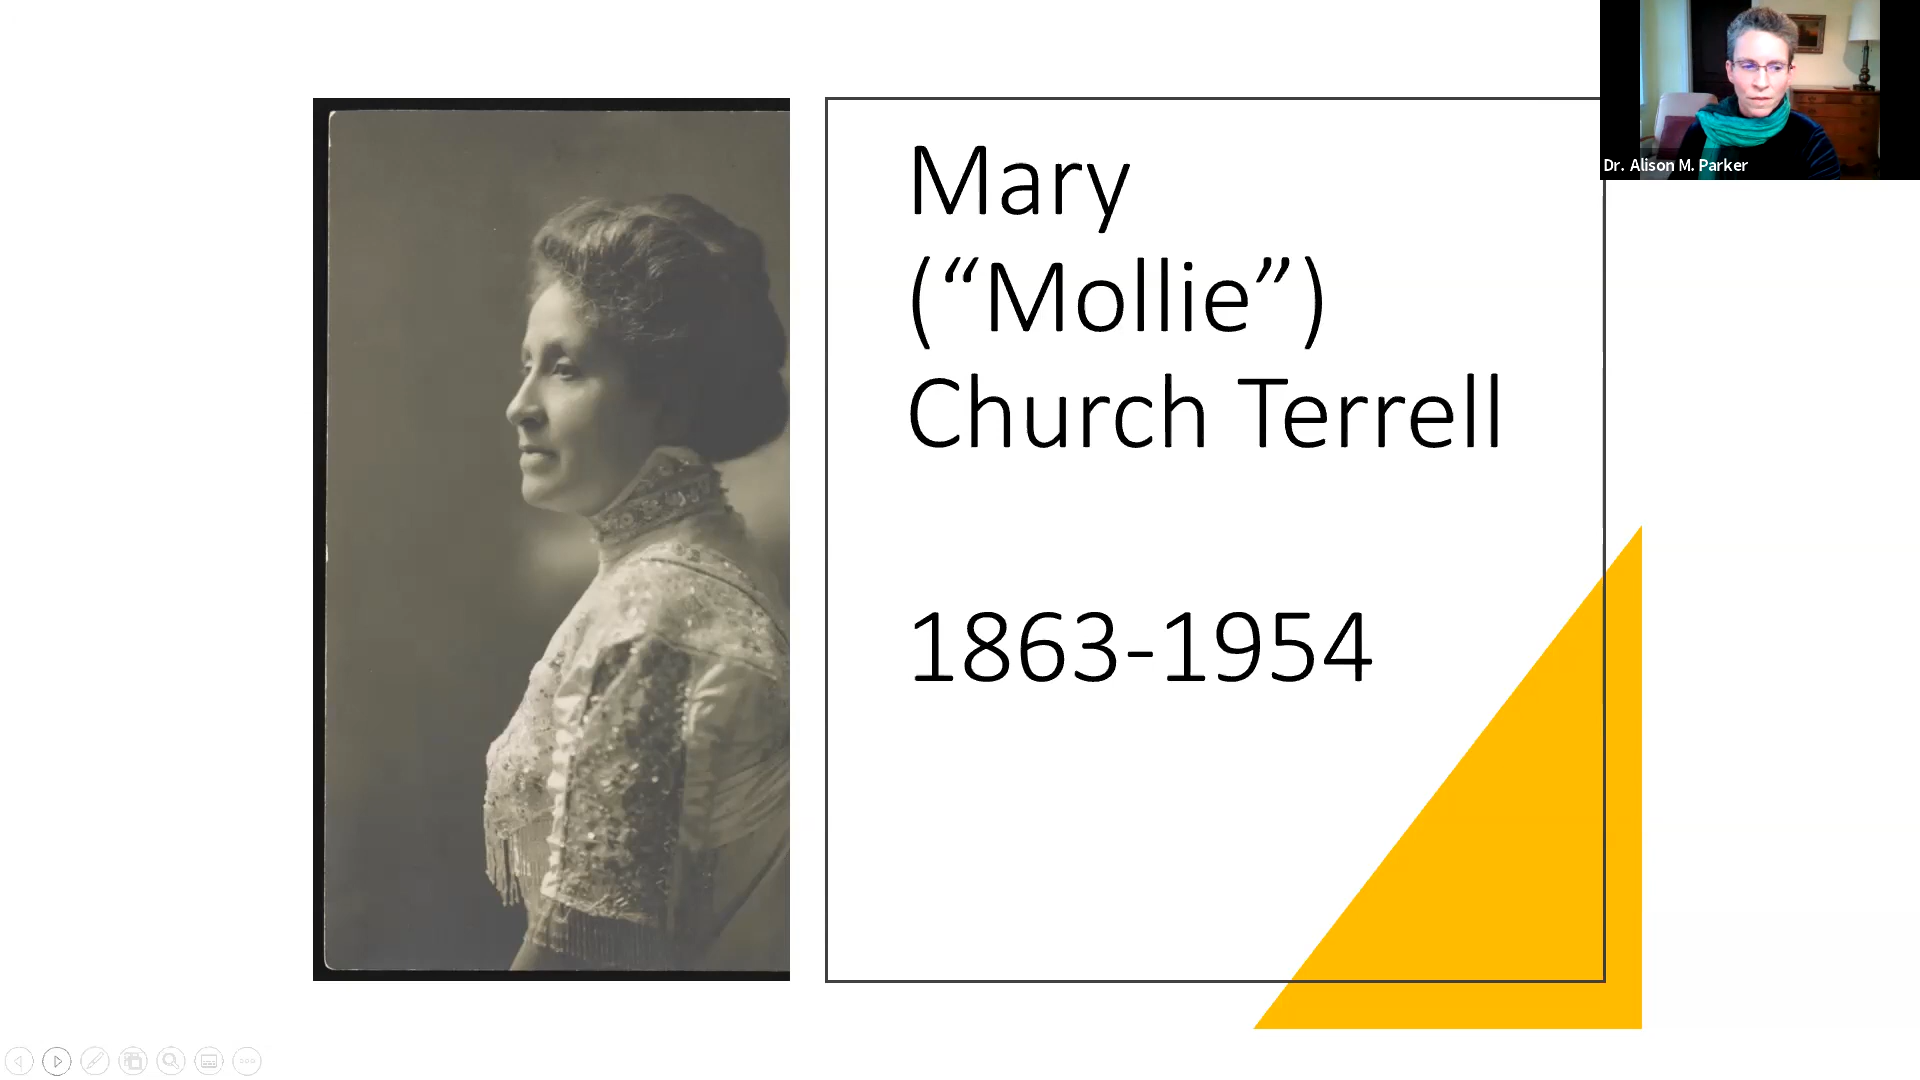 Mary
(“Mollie”)
Church Terrell
1863-1954
Dr. Alison M. Parker